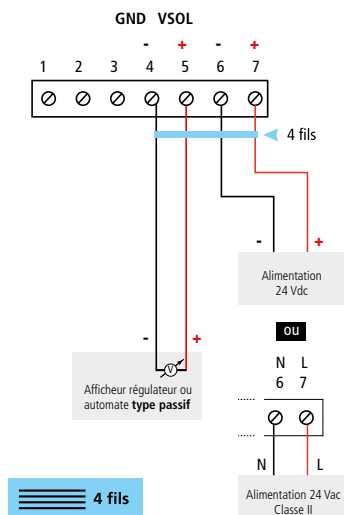 GND VSOL
- + - +
1 2 3 4 5 6 7
4 fils
- +
Alimentation
24 Vdc
ou
- +
V
Afficheur régulateur ou
automate type passif
N L
6 7
N L
Alimentation 24 Vac
Classe II
4 fils